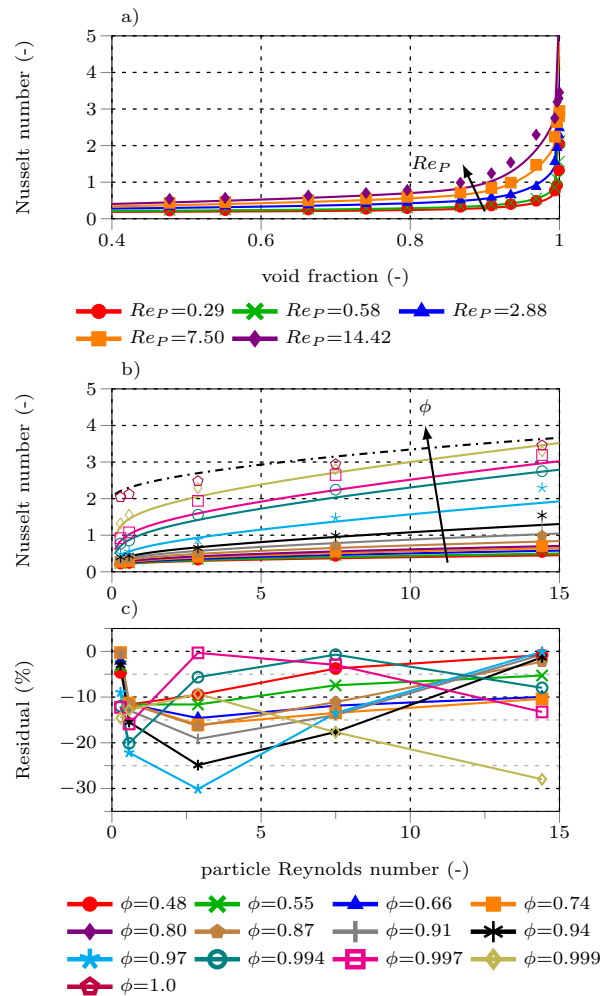 a)
Nusselt number (-)
5
4
3
2
1
0
Re_P
0.4 0.6 0.8 1
void fraction (-)
Re_P=0.29 Re_P=0.58 Re_P=2.88
Re_P=7.50 Re_P=14.42
b)
Nusselt number (-)
5
4
3
2
1
0
ϕ
0 5 10 15
c)
Residual (%)
0
−10
−20
−30
0 5 10 15
particle Reynolds number (-)
ϕ=0.48 ϕ=0.55 ϕ=0.66 ϕ=0.74
ϕ=0.80 ϕ=0.87 ϕ=0.91 ϕ=0.94
ϕ=0.97 ϕ=0.994 ϕ=0.997 ϕ=0.999
ϕ=1.0